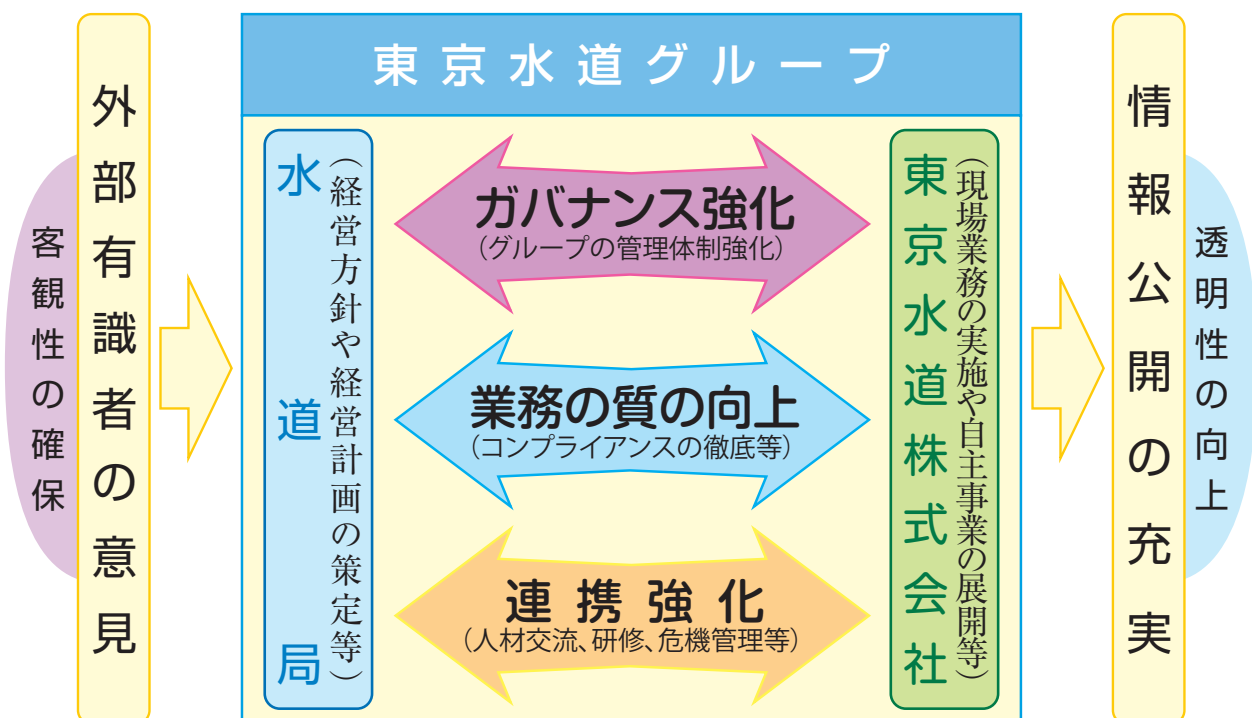 東京水道グループ
客観性の確保
外部有識者の意見
水道局
（経営方針や経営計画の策定等）
ガバナンス強化
（グループの管理体制強化）
業務の質の向上
（コンプライアンスの徹底等）
連携強化
（人材交流、研修、危機管理等）
東京水道株式会社
（現場業務の実施や自主事業の展開等）
情報公開の充実
透明性の向上